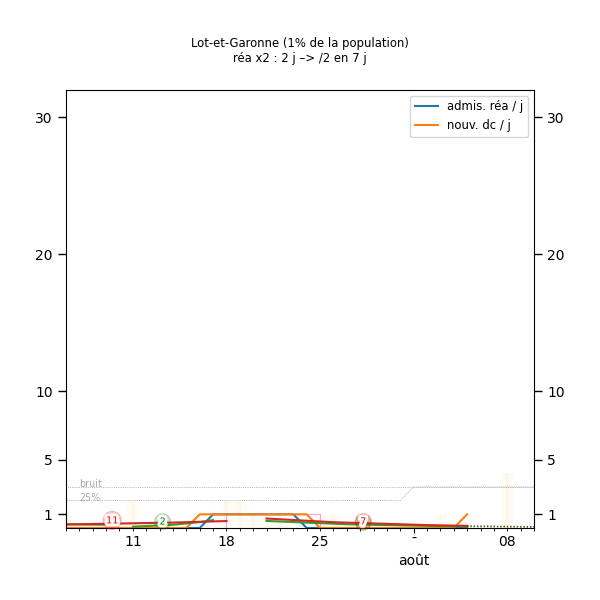 Lot-et-Garonne (1% de la population)
réa x2 : 2 j –> /2 en 7 j
admis. réa / j
nouv. dc / j
30 30
20 20
10 10
5 5
bruit
25%
11 2 7
1 1
11 18 25 - 08
août